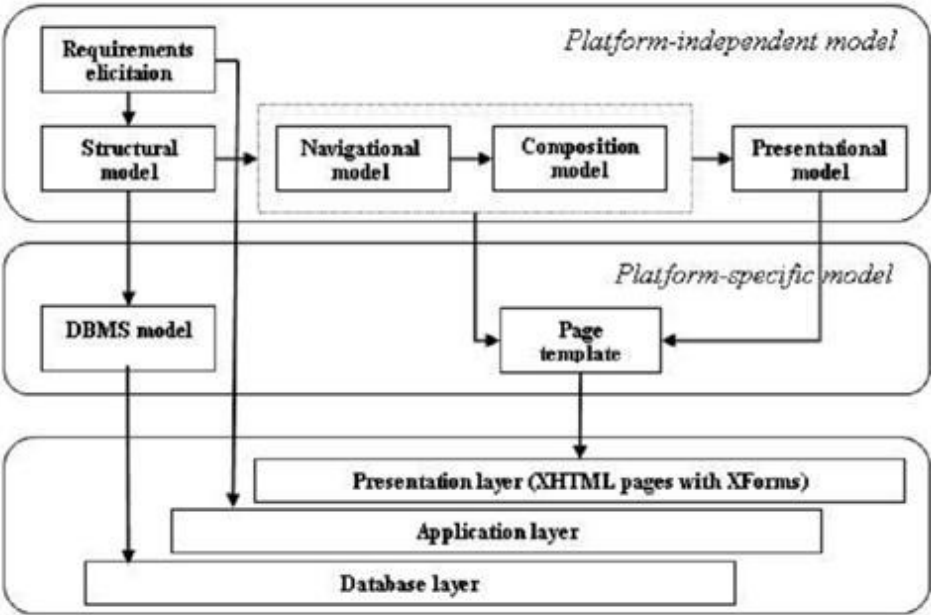 Platform-independent model
Requirements
elicitaion
Structural
model
Navigational
model
Composition
model
Presentational
model
Platform-specific model
DBMS model
Page
template
Presentation layer (XHTML pages with XForms)
Application layer
Database layer